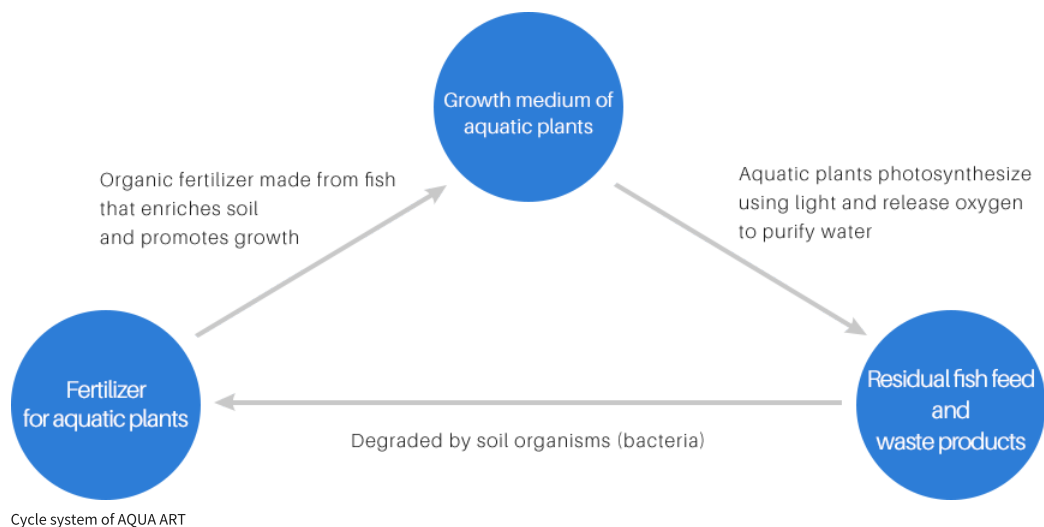 Growth medium of
aquatic plants
Organic fertilizer made from fish
that enriches soil
and promotes growth
Aquatic plants photosynthesize
using light and release oxygen
to purify water
Fertilizer
for aquatic plants
Residual fish feed
and
waste products
Degraded by soil organisms (bacteria)
Cycle system of AQUA ART